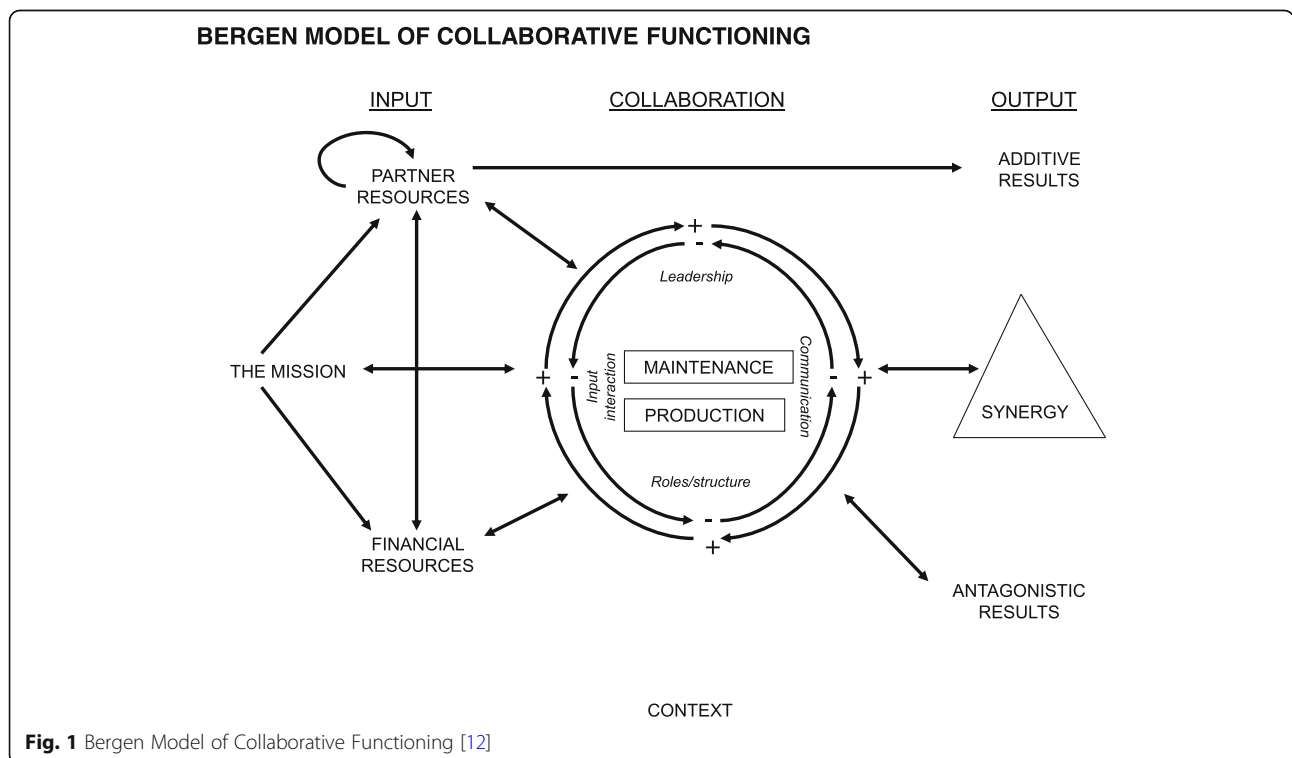 BERGEN MODEL OF COLLABORATIVE FUNCTIONING
INPUT
COLLABORATION
OUTPUT
PARTNER
RESOURCES
ADDITIVE
RESULTS
+
-
Leadership
THE MISSION
+
-
Input
interaction
MAINTENANCE
PRODUCTION
Communication
-
+
SYNERGY
Roles/structure
-
+
FINANCIAL
RESOURCES
ANTAGONISTIC
RESULTS
CONTEXT
Fig. 1 Bergen Model of Collaborative Functioning [12]